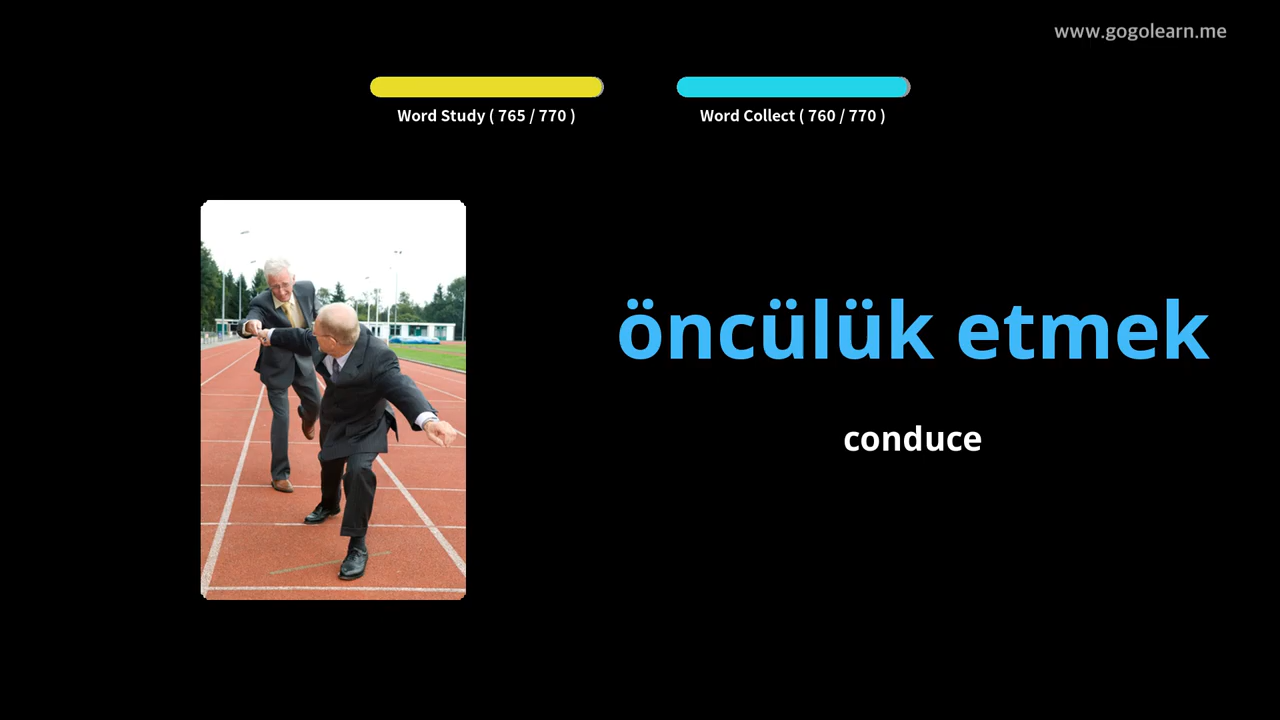 www.gogolearn.me
Word Study ( 765 / 770 )
Word Collect ( 760 / 770 )
öncülük etmek
conduce